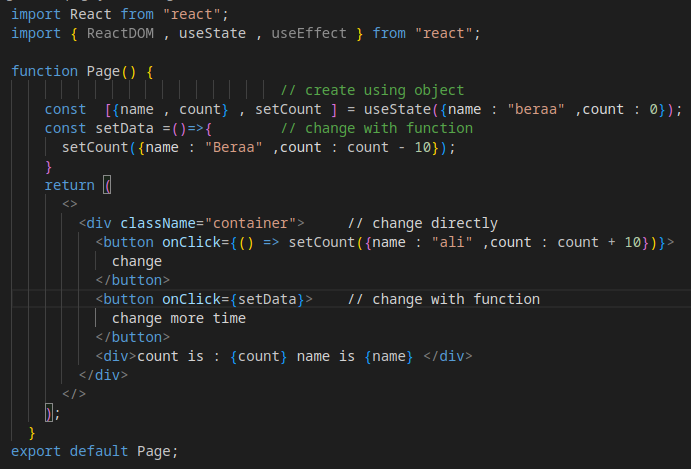 import React from "react";
import { ReactDOM , useState , useEffect } from "react";
function Page() {
// create using object
const [{name , count} , setCount ] = useState({name : "beraa" ,count : 0});
const setData =()=>{ // change with function
setCount({name : "Beraa" ,count : count - 10});
}
return (
<>
<div className="container"> // change directly
<button onClick={() => setCount({name : "ali" ,count : count + 10})}>
change
</button>
<button onClick={setData}> // change with function
change more time
</button>
<div>count is : {count} name is {name} </div>
</div>
</>
);
}
export default Page;